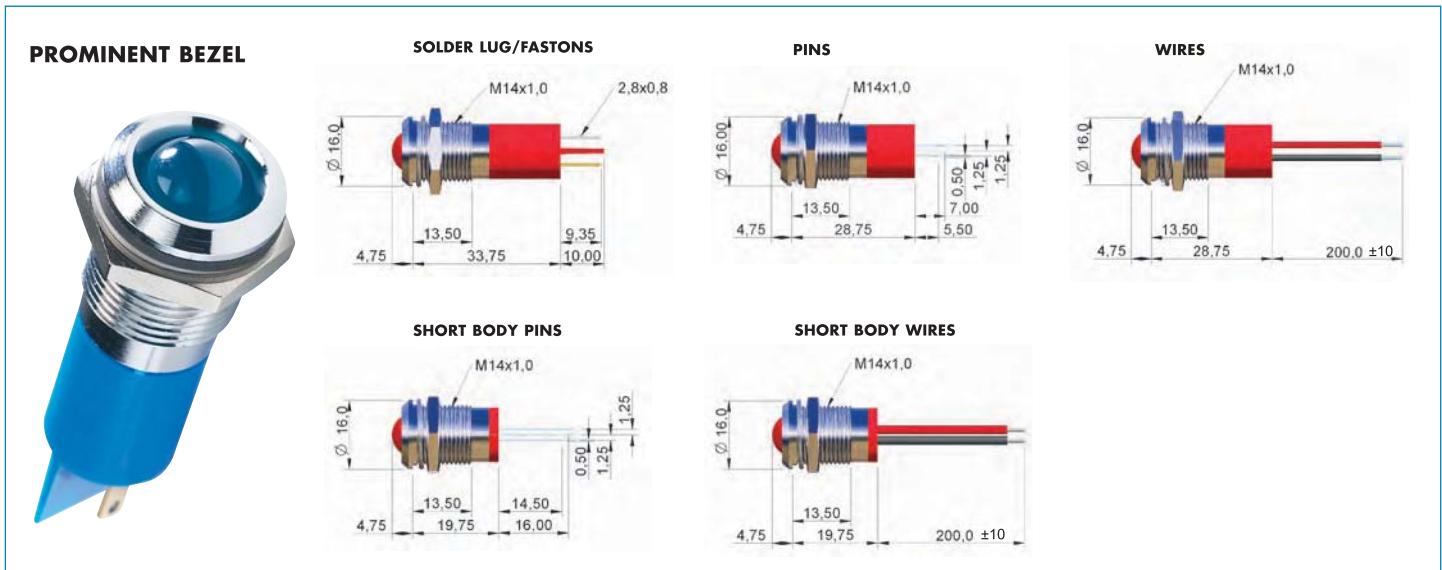 PROMINENT BEZEL
SOLDER LUG/FASTONS
M14x1,0
2,8x0,8
Ø 16,0
13,50
9,35
4,75
33,75
10,00
PINS
M14x1,0
Ø 16,00
0,50
1,25
1,25
13,50
7,00
4,75
28,75
5,50
WIRES
M14x1,0
Ø 16,0
13,50
4,75
28,75
200,0 ±10
SHORT BODY PINS
M14x1,0
Ø 16,0
1,25
0,50
1,25
13,50
14,50
4,75
19,75
16,00
SHORT BODY WIRES
M14x1,0
Ø 16,0
13,50
4,75
19,75
200,0 ±10